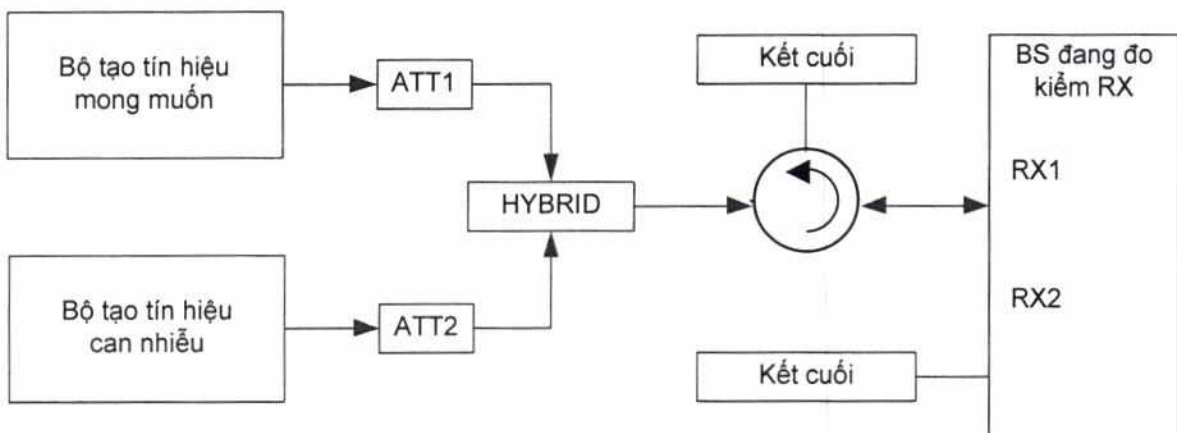 Bộ tạo tín hiệu
mong muốn
ATT1
Kết cuối
BS đang đo
kiểm RX
RX1
HYBRID
Bộ tạo tín hiệu
can nhiễu
ATT2
RX2
Kết cuối